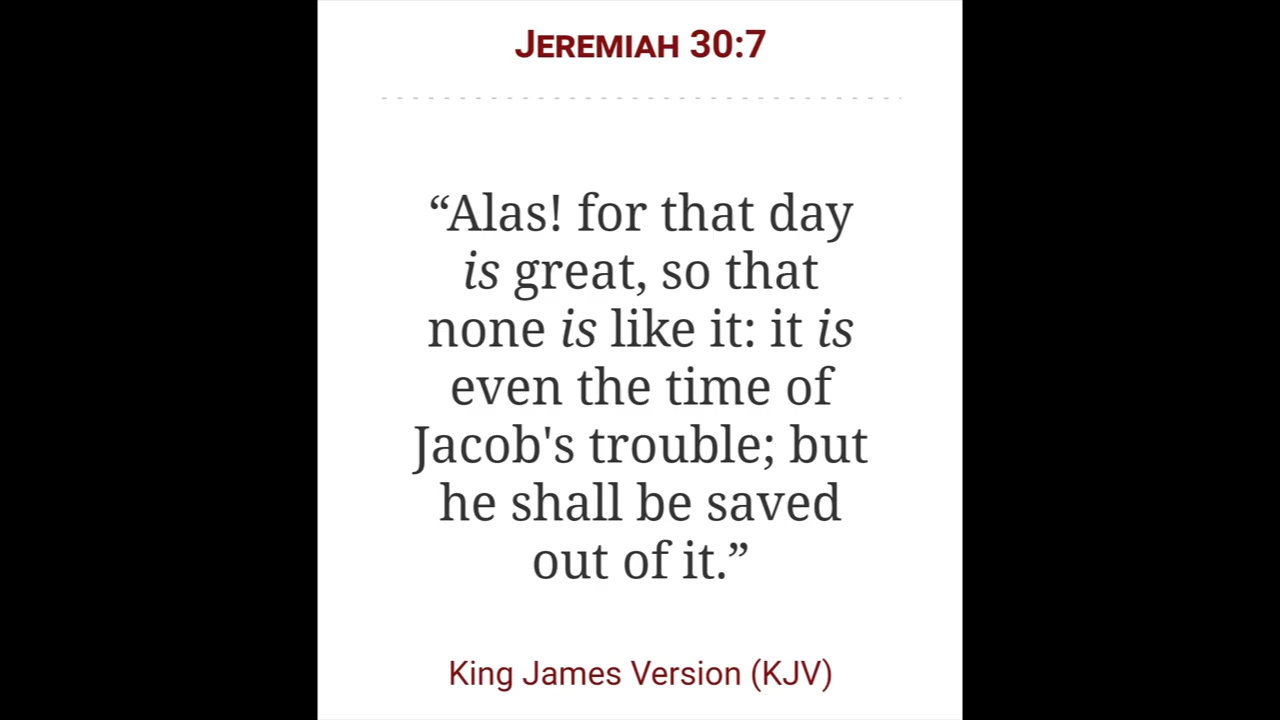 JEREMIAH 30:7
“Alas! for that day
is great, so that
none is like it: it is
even the time of
Jacob's trouble; but
he shall be saved
out of it.”
King James Version (KJV)